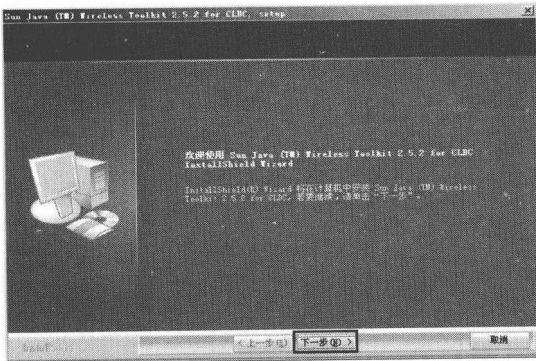 Sun Java (TM) Wireless Toolkit 2.5.2 for CLDC, setup
欢迎使用 Sun Java (TM) Wireless Toolkit 2.5.2 for CLDC
InstallShield Wizard
InstallShield(R) Wizard 将在计算机中安装 Sun Java (TM) Wireless
Toolkit 2.5.2 for CLDC。若要继续，请单击“下一步”。
< 上一步(B) 下一步(N) > 取消